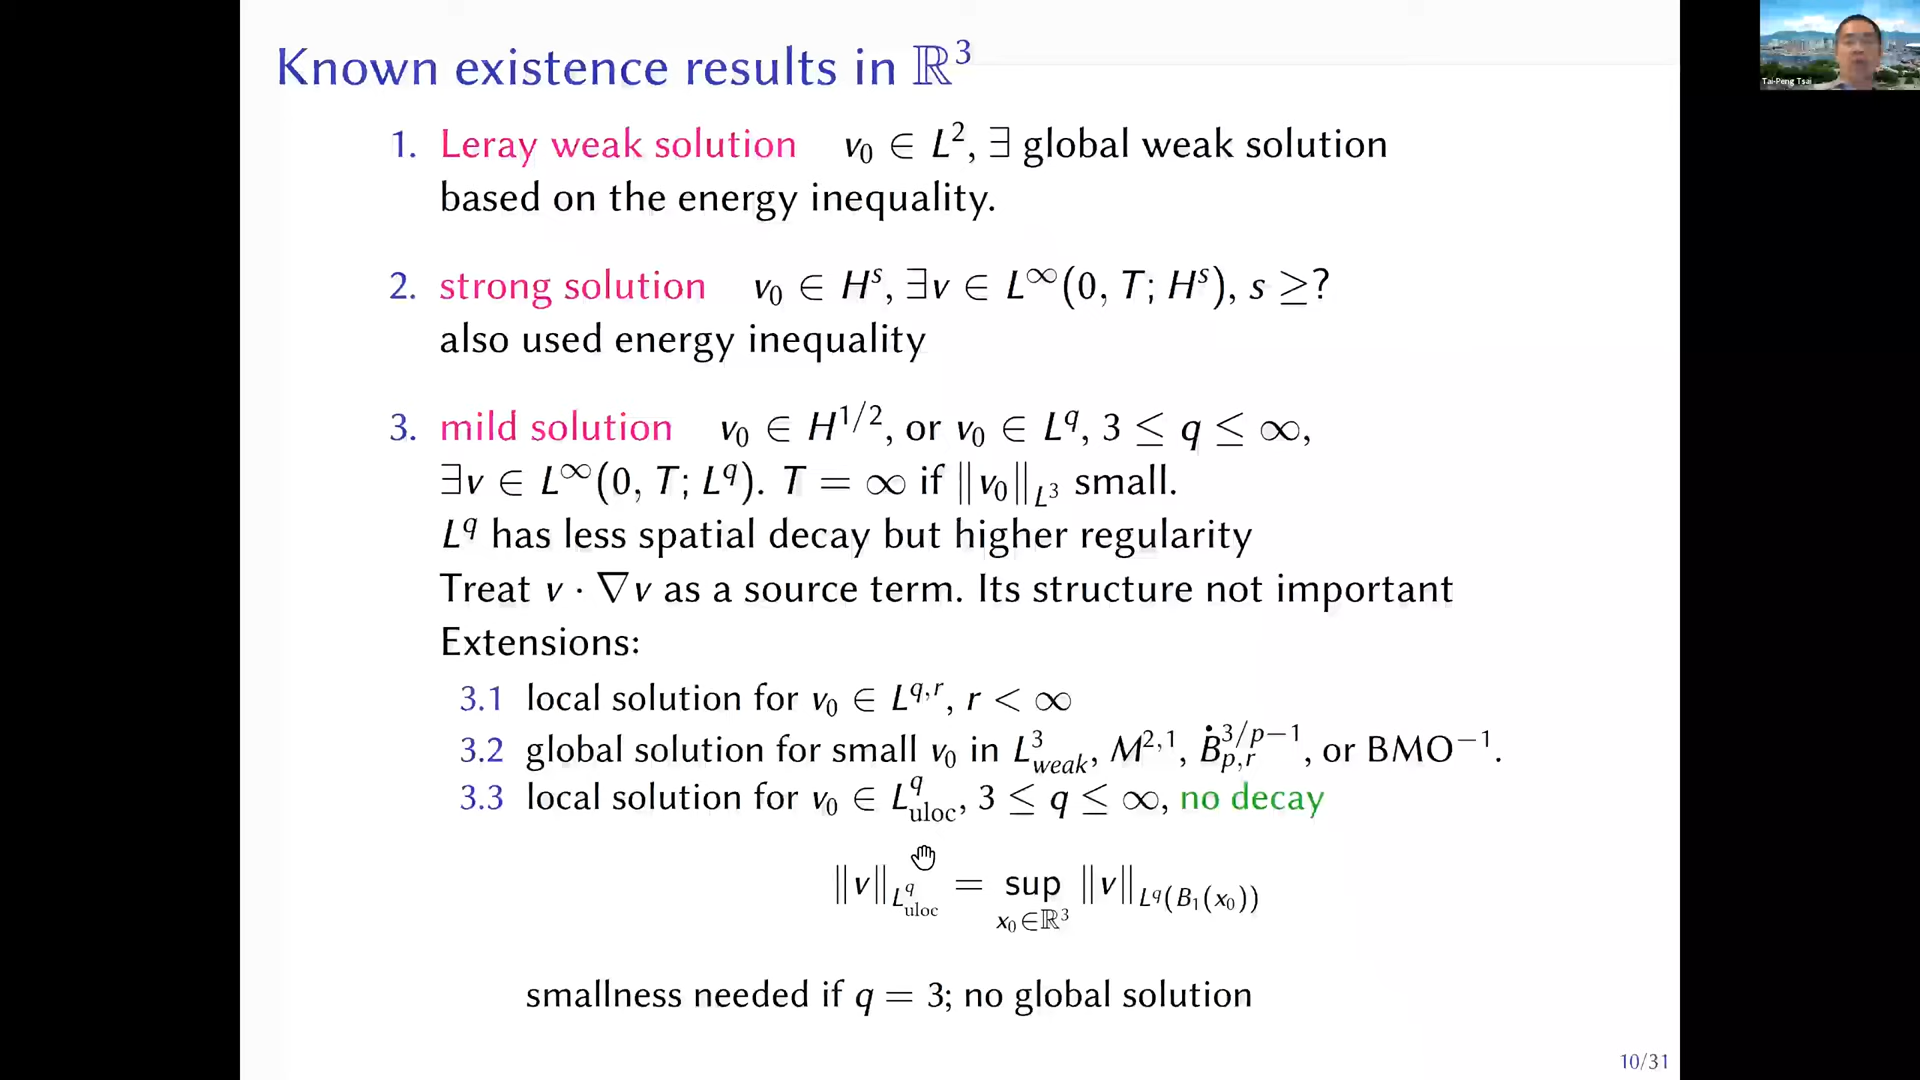 Known existence results in ℝ³
Tai-Peng Tsai
1. Leray weak solution v₀ ∈ L², ∃ global weak solution
based on the energy inequality.
2. strong solution v₀ ∈ Hˢ, ∃v ∈ L^∞(0, T; Hˢ), s ≥?
also used energy inequality
3. mild solution v₀ ∈ H^{1/2}, or v₀ ∈ L^q, 3 ≤ q ≤ ∞,
∃v ∈ L^∞(0, T; L^q). T = ∞ if ‖v₀‖_{L³} small.
L^q has less spatial decay but higher regularity
Treat v · ∇v as a source term. Its structure not important
Extensions:
3.1 local solution for v₀ ∈ L^{q,r}, r < ∞
3.2 global solution for small v₀ in L³_{weak}, M^{2,1}, Ḃ^{3/p−1}_{p,r}, or BMO^{−1}.
3.3 local solution for v₀ ∈ L^q_{uloc}, 3 ≤ q ≤ ∞, no decay
‖v‖_{L^q_{uloc}} = sup_{x₀∈ℝ³} ‖v‖_{L^q(B₁(x₀))}
smallness needed if q = 3; no global solution
10/31